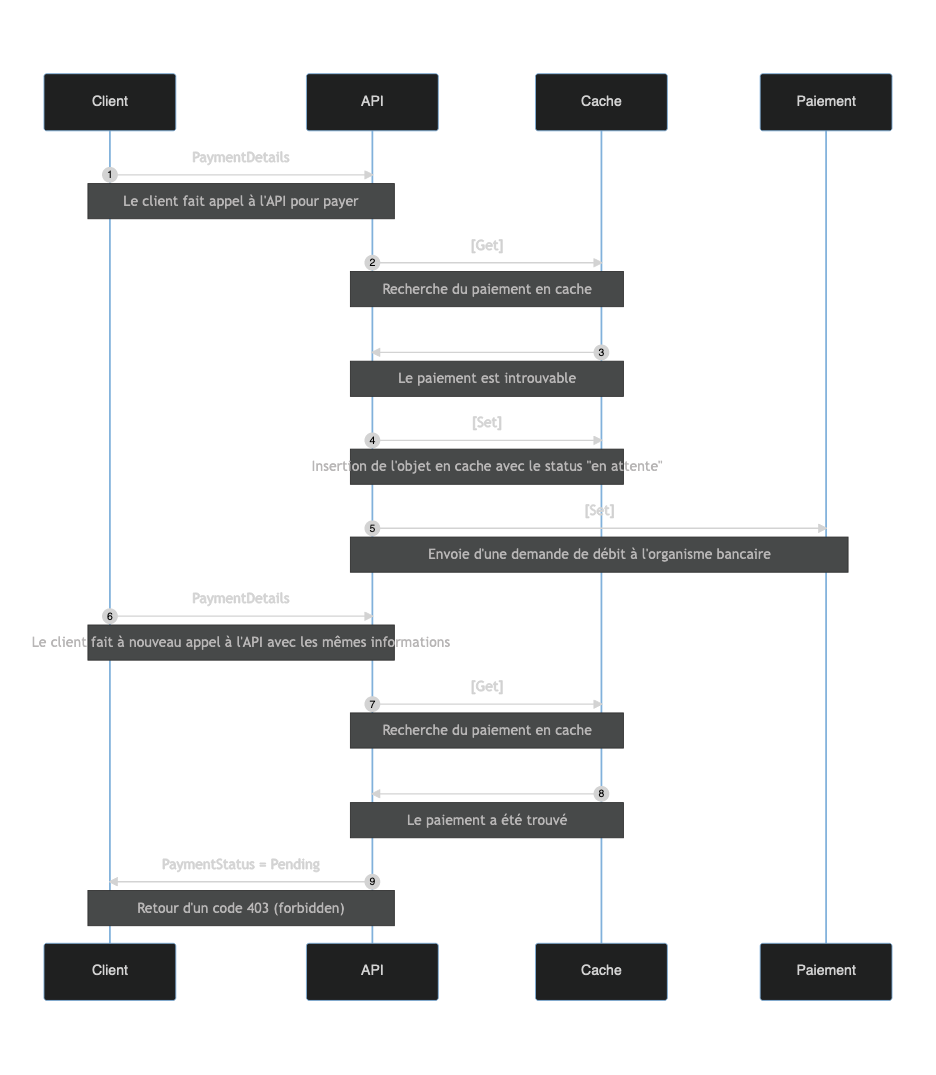 Client
API
Cache
Paiement
PaymentDetails
1
Le client fait appel à l'API pour payer
[Get]
2
Recherche du paiement en cache
3
Le paiement est introuvable
[Set]
4
Insertion de l'objet en cache avec le status "en attente"
[Set]
5
Envoie d'une demande de débit à l'organisme bancaire
PaymentDetails
6
Le client fait à nouveau appel à l'API avec les mêmes informations
[Get]
7
Recherche du paiement en cache
8
Le paiement a été trouvé
PaymentStatus = Pending
9
Retour d'un code 403 (forbidden)
Client
API
Cache
Paiement